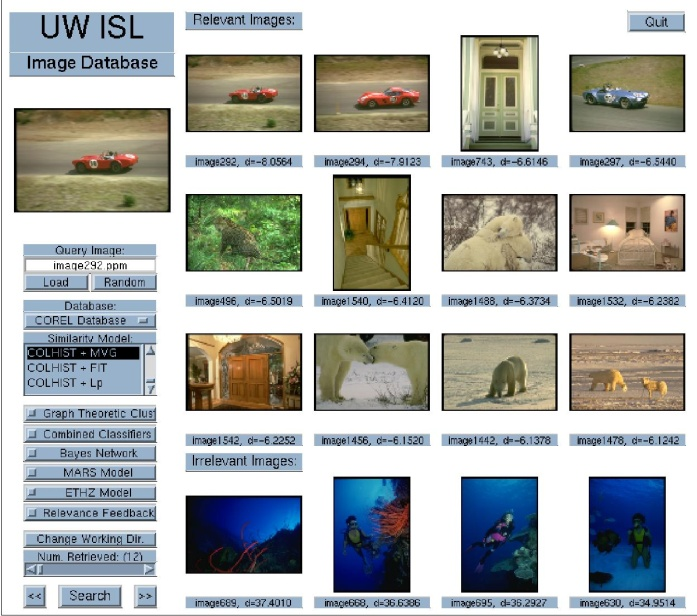 UW ISL
Image Database
Query Image:
image292.ppm
Load Random
Database:
COREL Database
Similarity Model:
COLHIST + MVG
COLHIST + FIT
COLHIST + Lp
Graph Theoretic Clust
Combined Classifiers
Bayes Network
MARS Model
ETHZ Model
Relevance Feedback
Change Working Dir.
Num. Retrieved: (12)
<< Search >>
Relevant Images:
Quit
image292, d=-8.0564 image294, d=-7.9123 image743, d=-6.6146 image297, d=-6.5440
image496, d=-6.5019 image1540, d=-6.4120 image1488, d=-6.3734 image1532, d=-6.2382
image1542, d=-6.2252 image1456, d=-6.1520 image1442, d=-6.1378 image1478, d=-6.1242
Irrelevant Images:
image689, d=37.4010 image668, d=36.6386 image695, d=36.2927 image630, d=34.9514